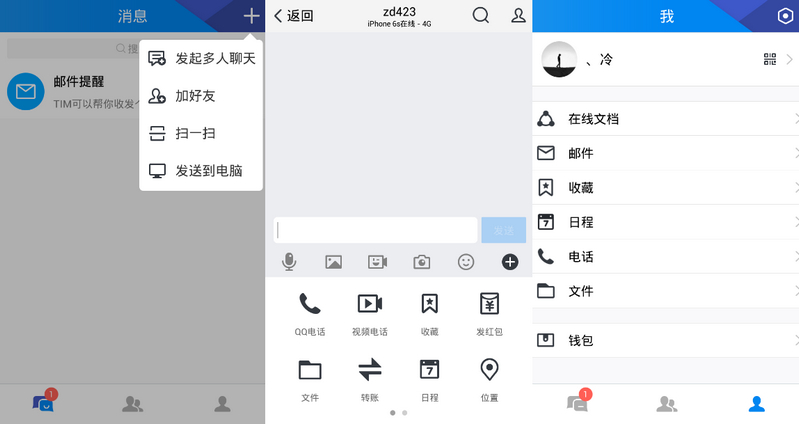 消息
搜
邮件提醒
TIM可以帮你收发
发起多人聊天
加好友
扫一扫
发送到电脑
1
返回
zd423
iPhone 6s在线 - 4G
发送
QQ电话
视频电话
收藏
发红包
文件
转账
7
日程
位置
我
、冷
在线文档
邮件
收藏
7
日程
电话
文件
钱包
1